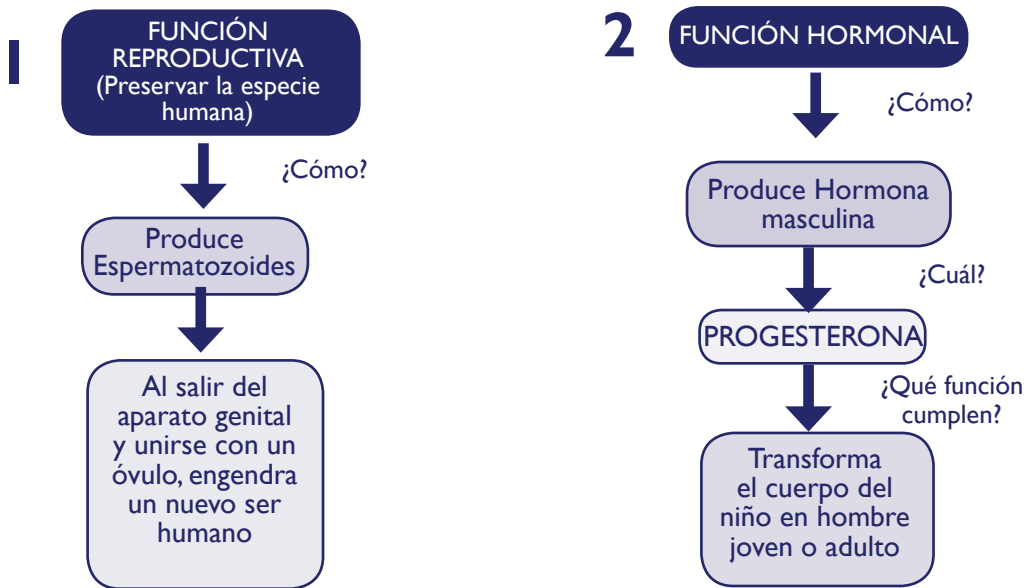 1
FUNCIÓN
REPRODUCTIVA
(Preservar la especie
humana)
¿Cómo?
Produce
Espermatozoides
Al salir del
aparato genital
y unirse con un
óvulo, engendra
un nuevo ser
humano
2
FUNCIÓN HORMONAL
¿Cómo?
Produce Hormona
masculina
¿Cuál?
PROGESTERONA
¿Qué función
cumplen?
Transforma
el cuerpo del
niño en hombre
joven o adulto